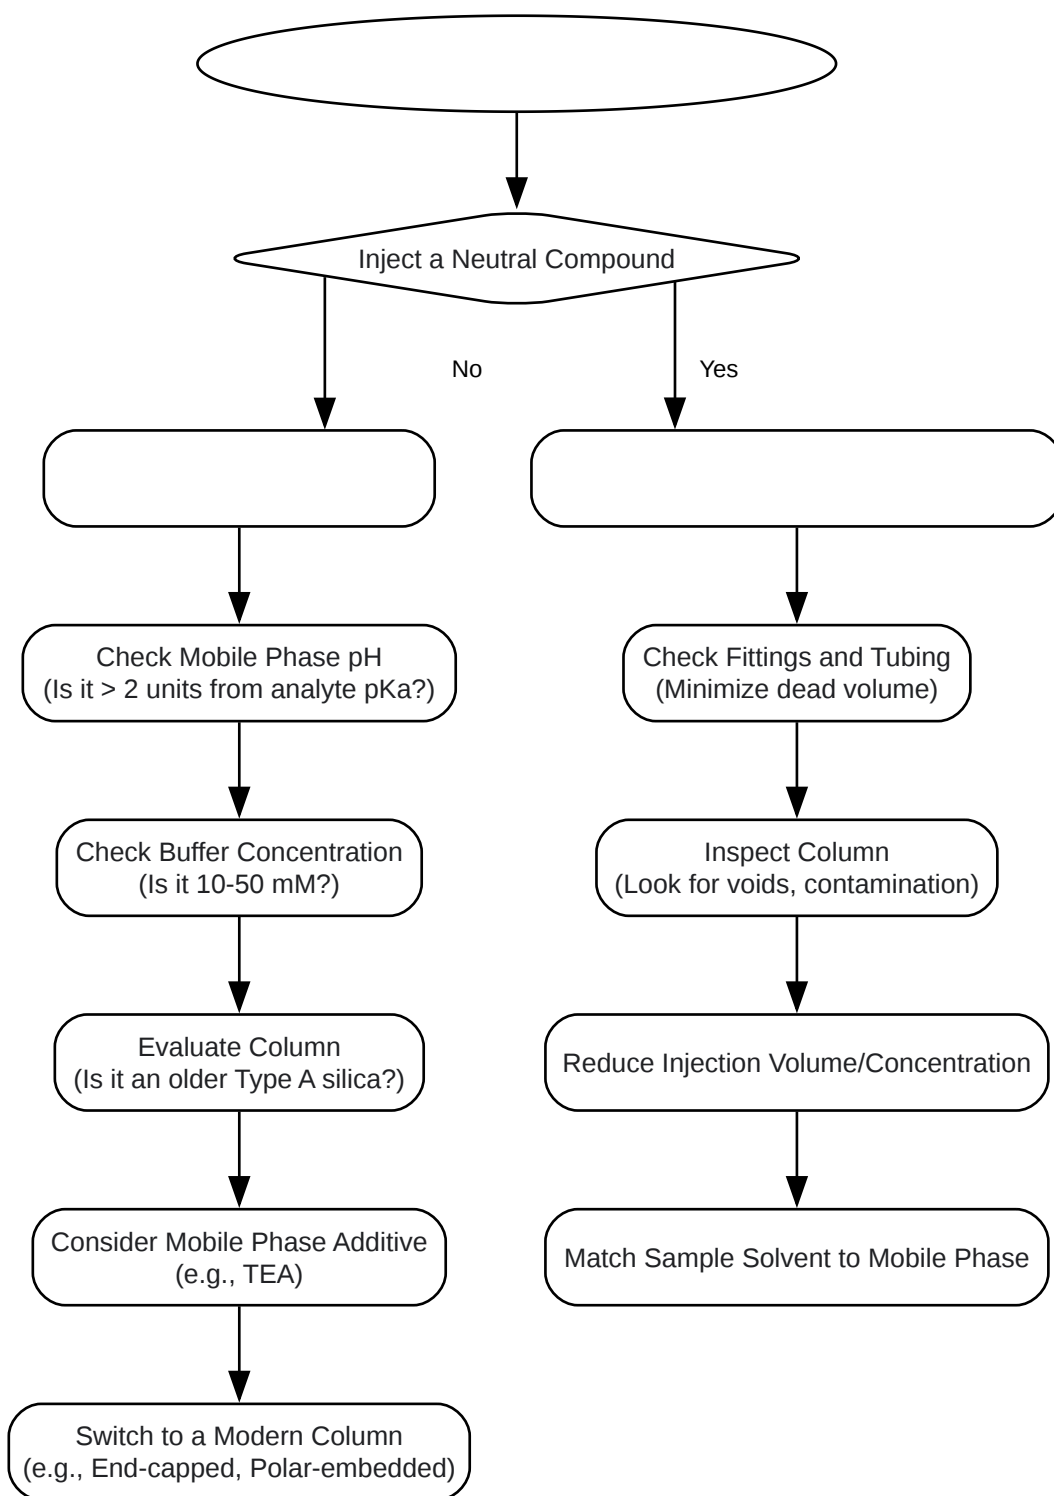 Inject a Neutral Compound
No
Yes
Check Mobile Phase pH
(Is it > 2 units from analyte pKa?)
Check Fittings and Tubing
(Minimize dead volume)
Check Buffer Concentration
(Is it 10-50 mM?)
Inspect Column
(Look for voids, contamination)
Evaluate Column
(Is it an older Type A silica?)
Reduce Injection Volume/Concentration
Consider Mobile Phase Additive
(e.g., TEA)
Match Sample Solvent to Mobile Phase
Switch to a Modern Column
(e.g., End-capped, Polar-embedded)